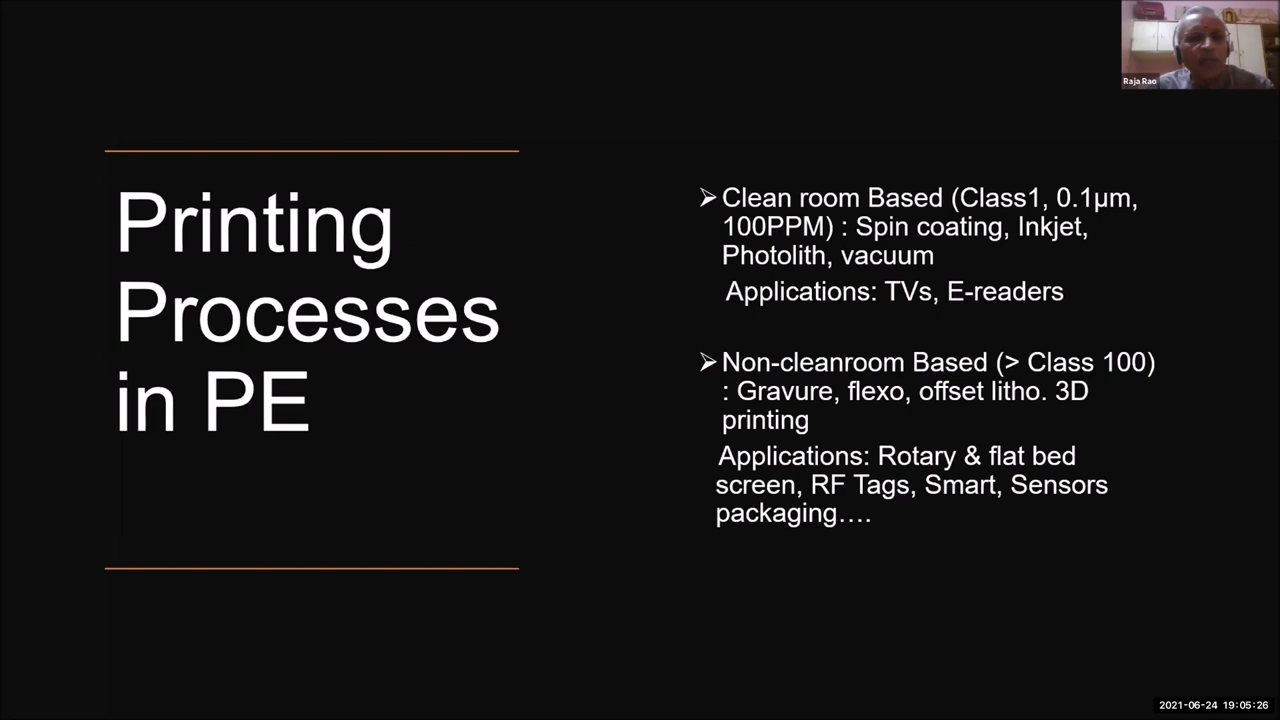 Raja Rao
Printing
Processes
in PE
➢Clean room Based (Class1, 0.1µm,
100PPM) : Spin coating, Inkjet,
Photolith, vacuum
Applications: TVs, E-readers
➢Non-cleanroom Based (> Class 100)
: Gravure, flexo, offset litho. 3D
printing
Applications: Rotary & flat bed
screen, RF Tags, Smart, Sensors
packaging….
2021-06-24 19:05:26